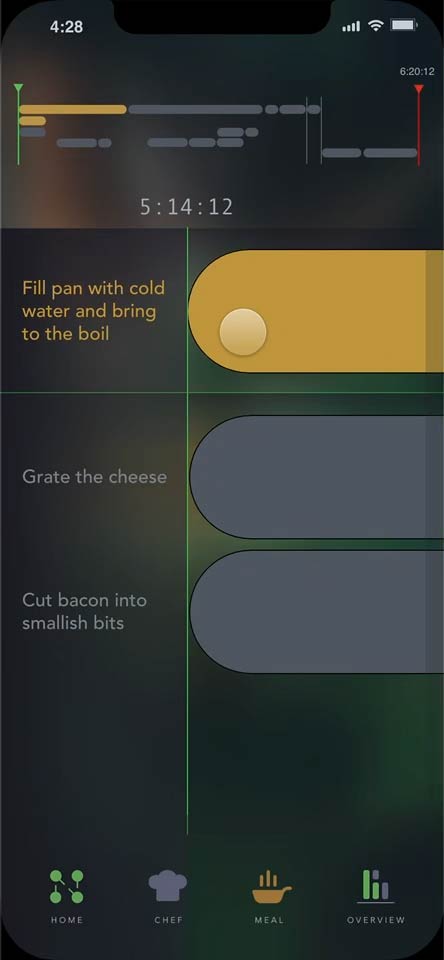 4:28
6:20:12
5:14:12
Fill pan with cold
water and bring
to the boil
Grate the cheese
Cut bacon into
smallish bits
HOME CHEF MEAL OVERVIEW